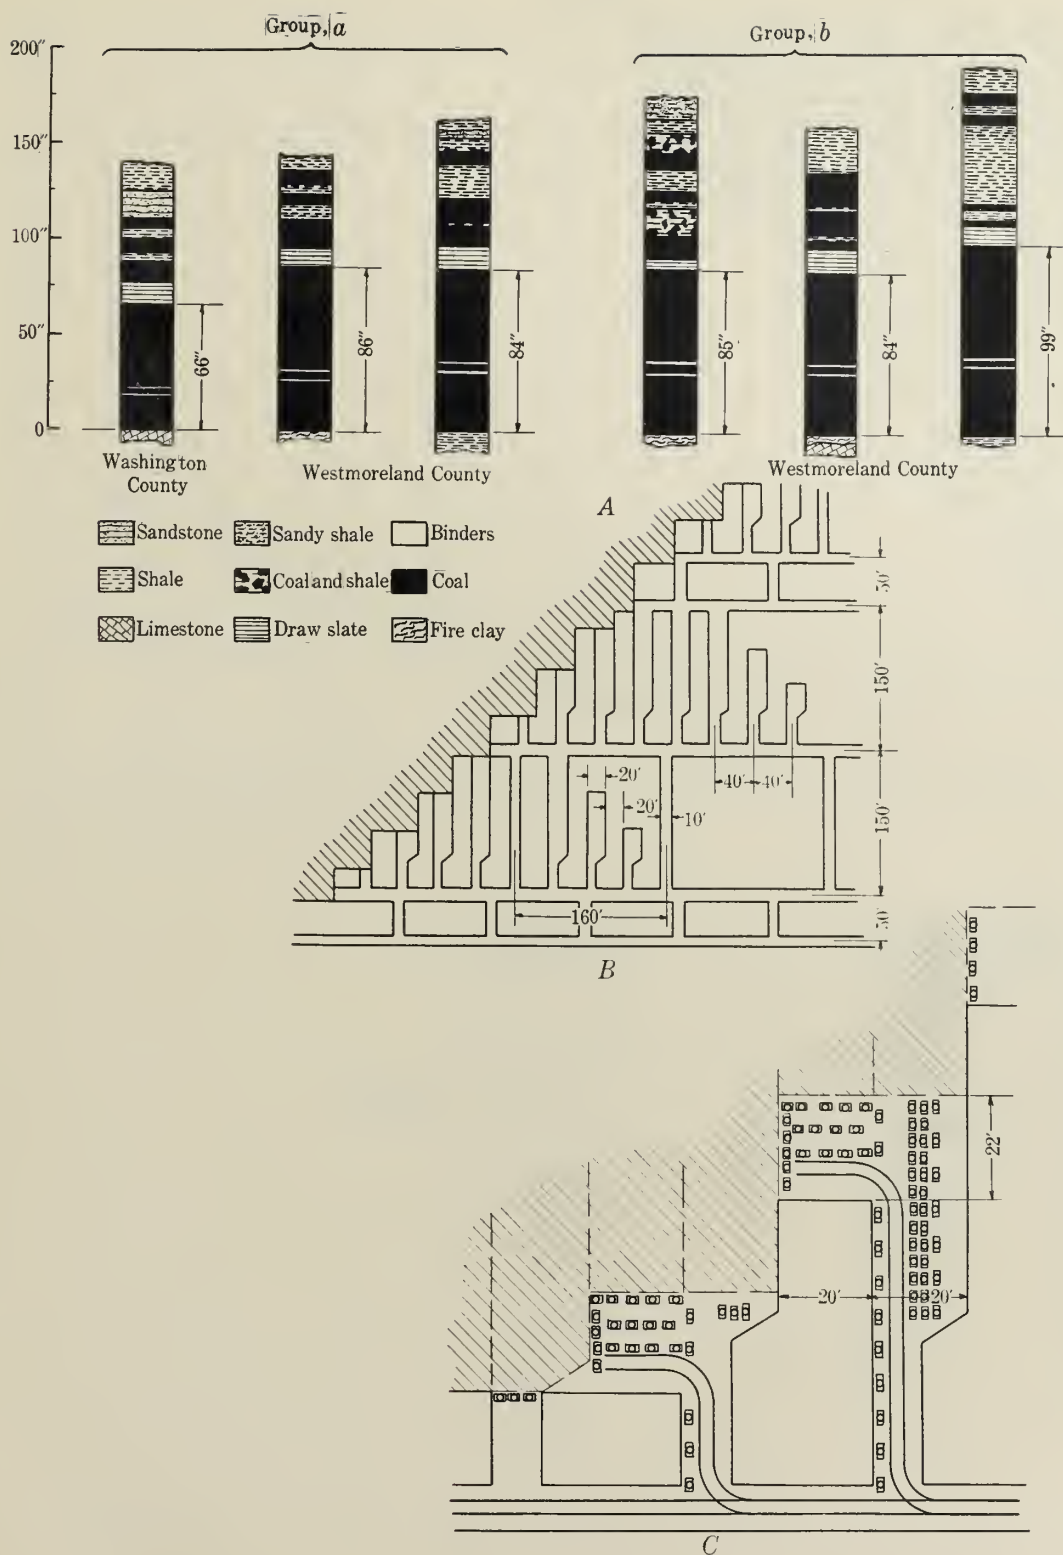 Group, a
Group, b
200"
150"
100"
50"
0
66"
86"
84"
85"
84"
99"
Washington
County
Westmoreland County
Westmoreland County
A
Sandstone
Sandy shale
Binders
Shale
Coal and shale
Coal
Limestone
Draw slate
Fire clay
50'
150'
40' 40'
20'
20'
10'
150'
160'
50'
B
22'
20'
20'
C